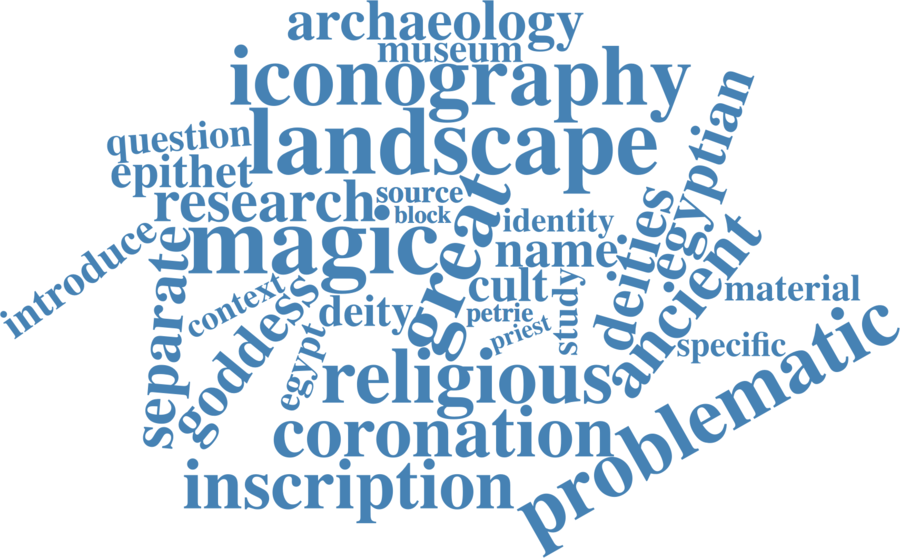 archaeology
museum
iconography
landscape
question
epithet
research
source
block
great
identity
name
magic
egyptian
deities
ancient
introduce
separate
context
goddess
deity
cult
petrie
priest
study
material
specific
egypt
religious
problematic
coronation
inscription